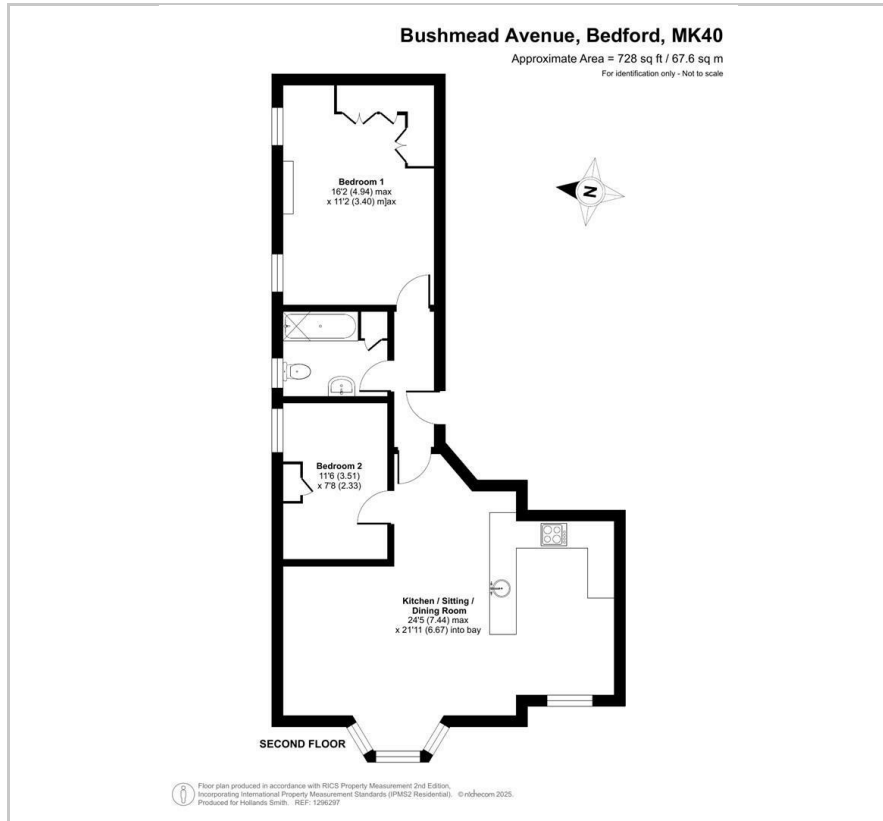 Bushmead Avenue, Bedford, MK40
Approximate Area = 728 sq ft / 67.6 sq m
For identification only - Not to scale
Bedroom 1
16'2 (4.94) max
x 11'2 (3.40) m]ax
N
Bedroom 2
11'6 (3.51)
x 7'8 (2.33)
Kitchen / Sitting /
Dining Room
24'5 (7.44) max
x 21'11 (6.67) into bay
SECOND FLOOR
Floor plan produced in accordance with RICS Property Measurement 2nd Edition,
Incorporating International Property Measurement Standards (IPMS2 Residential). © nichecom 2025.
Produced for Hollands Smith. REF: 1296297